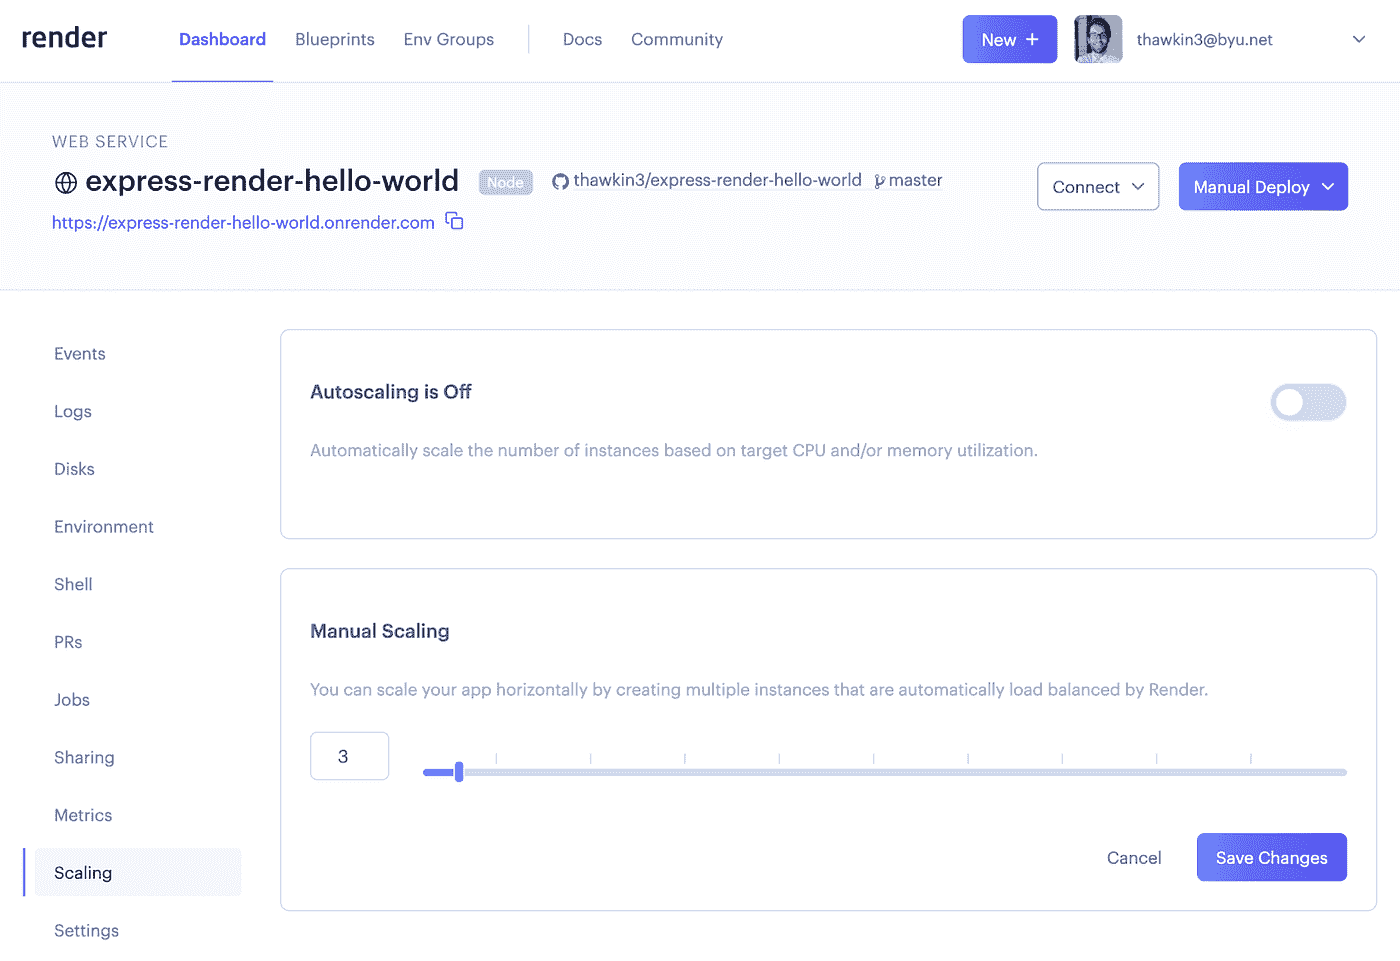 render
Dashboard Blueprints Env Groups Docs Community New + thawkin3@byu.net
WEB SERVICE
express-render-hello-world Node thawkin3/express-render-hello-world master
Connect Manual Deploy
https://express-render-hello-world.onrender.com
Events
Logs
Disks
Environment
Shell
PRs
Jobs
Sharing
Metrics
Scaling
Settings
Autoscaling is Off
Automatically scale the number of instances based on target CPU and/or memory utilization.
Manual Scaling
You can scale your app horizontally by creating multiple instances that are automatically load balanced by Render.
3
Cancel Save Changes